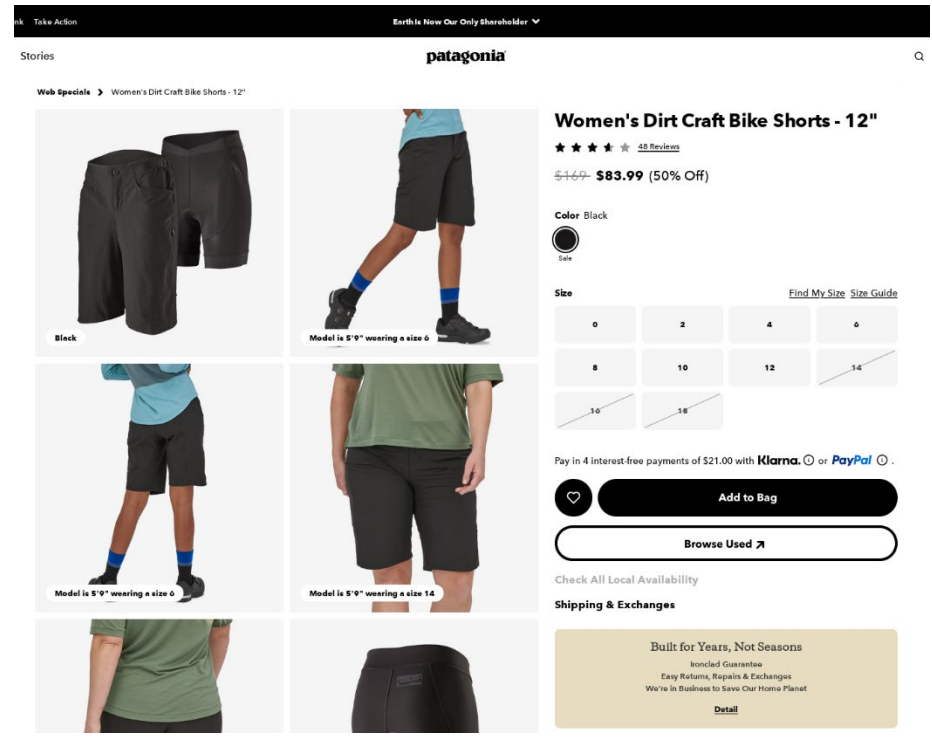 nk Take Action
Earth Is Now Our Only Shareholder
Stories
patagonia
Web Specials > Women's Dirt Craft Bike Shorts - 12"
Black
Model is 5'9" wearing a size 6
Model is 5'9" wearing a size 6
Model is 5'9" wearing a size 14
Women's Dirt Craft Bike Shorts - 12"
48 Reviews
$169 $83.99 (50% Off)
Color Black
Sale
Size Find My Size Size Guide
0 2 4 6
8 10 12 14
16 18
Pay in 4 interest-free payments of $21.00 with Klarna. or PayPal .
Add to Bag
Browse Used
Check All Local Availability
Shipping & Exchanges
Built for Years, Not Seasons
Ironclad Guarantee
Easy Returns, Repairs & Exchanges
We're in Business to Save Our Home Planet
Detail